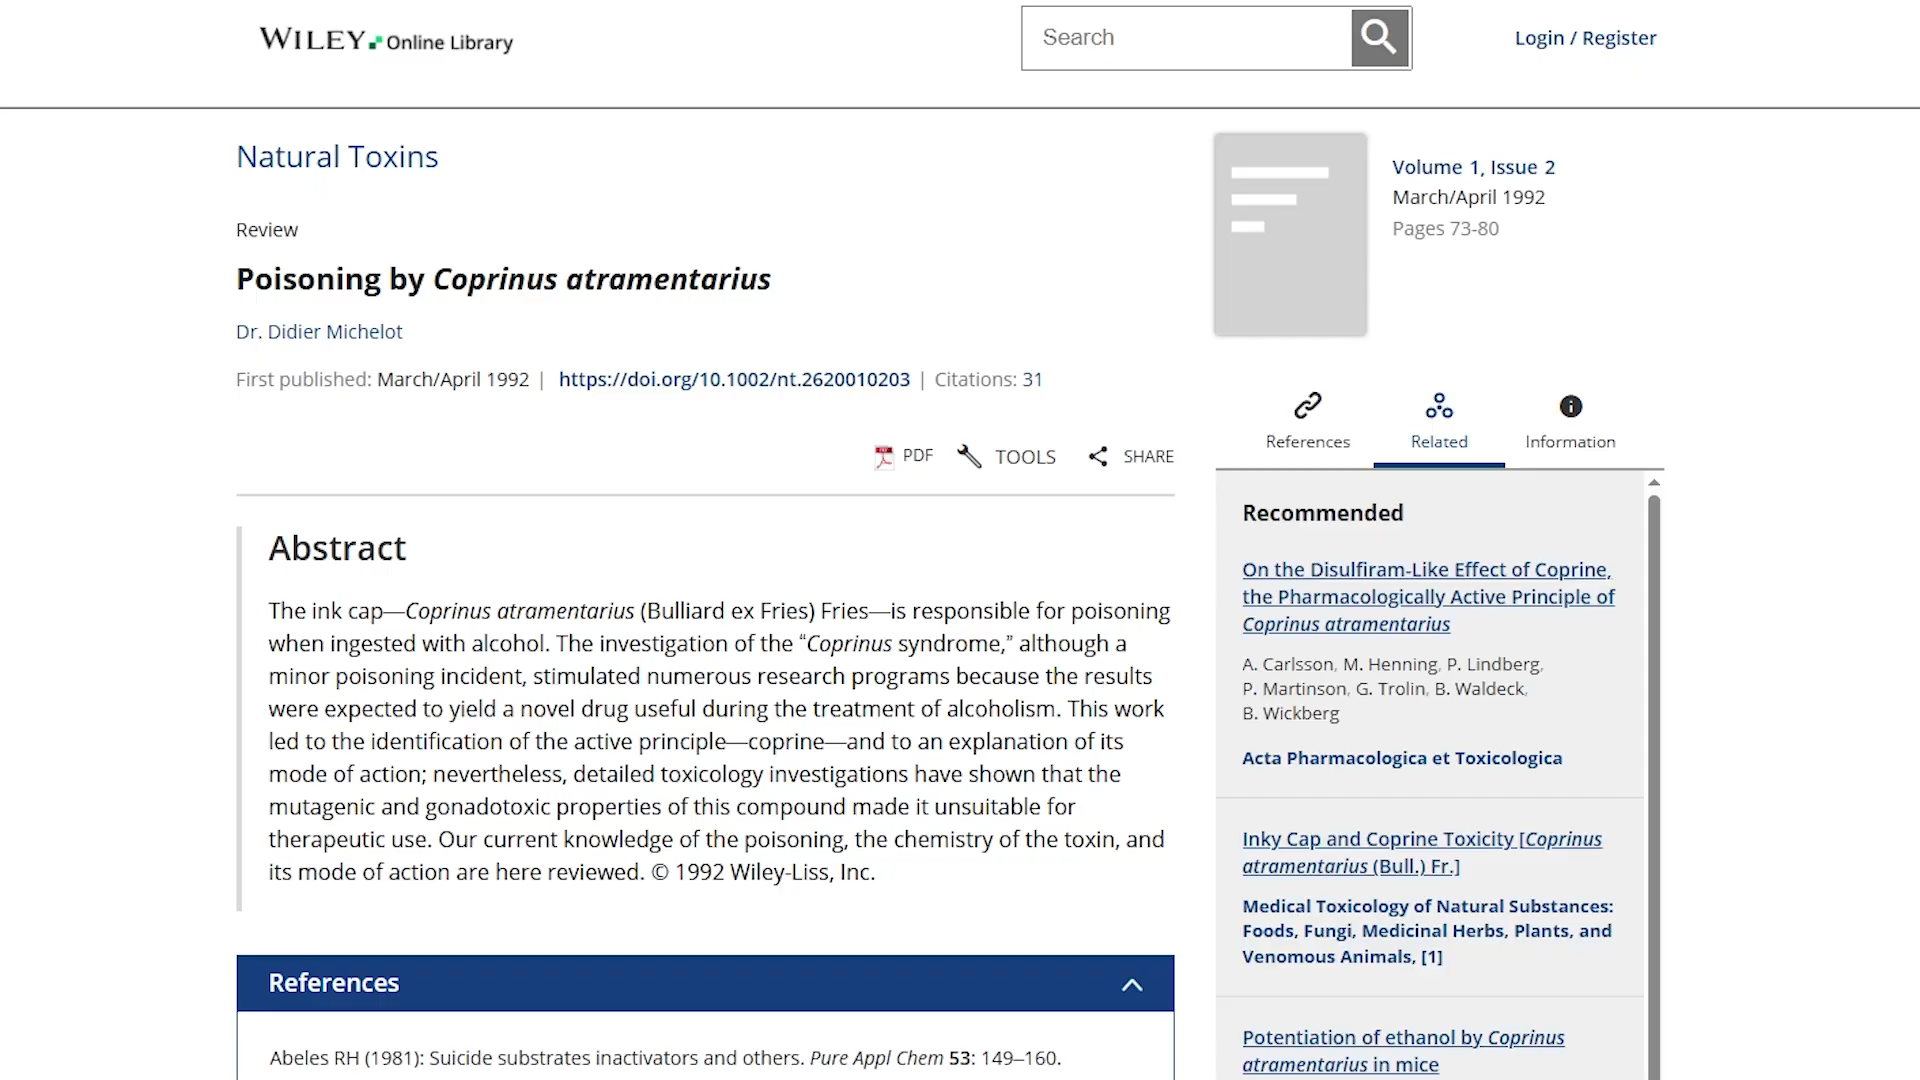 WILEY Online Library
Search
Login / Register
Natural Toxins
Review
Poisoning by Coprinus atramentarius
Dr. Didier Michelot
First published: March/April 1992 | https://doi.org/10.1002/nt.2620010203 | Citations: 31
PDF TOOLS SHARE
Abstract
The ink cap—Coprinus atramentarius (Bulliard ex Fries) Fries—is responsible for poisoning
when ingested with alcohol. The investigation of the “Coprinus syndrome,” although a
minor poisoning incident, stimulated numerous research programs because the results
were expected to yield a novel drug useful during the treatment of alcoholism. This work
led to the identification of the active principle—coprine—and to an explanation of its
mode of action; nevertheless, detailed toxicology investigations have shown that the
mutagenic and gonadotoxic properties of this compound made it unsuitable for
therapeutic use. Our current knowledge of the poisoning, the chemistry of the toxin, and
its mode of action are here reviewed. © 1992 Wiley-Liss, Inc.
References
Abeles RH (1981): Suicide substrates inactivators and others. Pure Appl Chem 53: 149–160.
Volume 1, Issue 2
March/April 1992
Pages 73-80
References
Related
Information
Recommended
On the Disulfiram-Like Effect of Coprine,
the Pharmacologically Active Principle of
Coprinus atramentarius
A. Carlsson, M. Henning, P. Lindberg,
P. Martinson, G. Trolin, B. Waldeck,
B. Wickberg
Acta Pharmacologica et Toxicologica
Inky Cap and Coprine Toxicity [Coprinus
atramentarius (Bull.) Fr.]
Medical Toxicology of Natural Substances:
Foods, Fungi, Medicinal Herbs, Plants, and
Venomous Animals, [1]
Potentiation of ethanol by Coprinus
atramentarius in mice